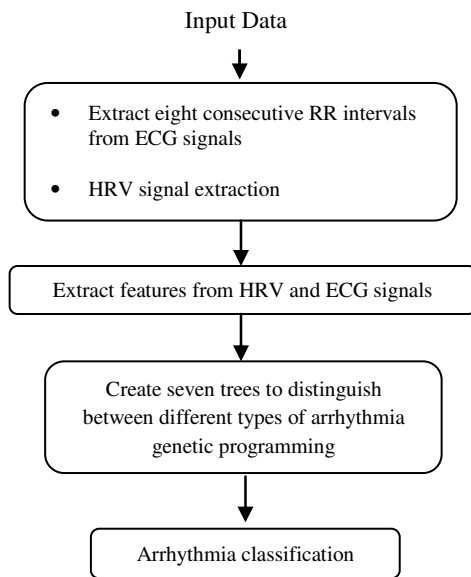 Input Data
• Extract eight consecutive RR intervals
from ECG signals
• HRV signal extraction
Extract features from HRV and ECG signals
Create seven trees to distinguish
between different types of arrhythmia
genetic programming
Arrhythmia classification